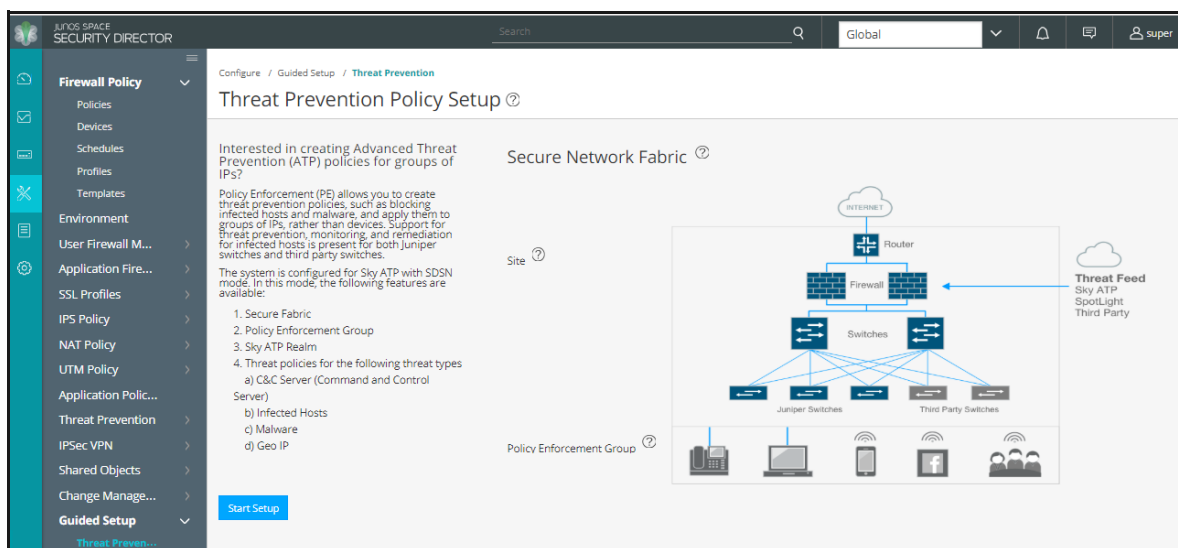 JUNOS SPACE
SECURITY DIRECTOR
Search
Global
super
Firewall Policy
Policies
Devices
Schedules
Profiles
Templates
Environment
User Firewall M...
Application Fire...
SSL Profiles
IPS Policy
NAT Policy
UTM Policy
Application Polic...
Threat Prevention
IPSec VPN
Shared Objects
Change Manage...
Guided Setup
Threat Preven...
Configure / Guided Setup / Threat Prevention
Threat Prevention Policy Setup ?
Interested in creating Advanced Threat
Prevention (ATP) policies for groups of
IPs?
Policy Enforcement (PE) allows you to create
threat prevention policies, such as blocking
infected hosts and malware, and apply them to
groups of IPs, rather than devices. Support for
threat prevention, monitoring, and remediation
for infected hosts is present for both Juniper
switches and third party switches.
The system is configured for Sky ATP with SDSN
mode. In this mode, the following features are
available:
1. Secure Fabric
2. Policy Enforcement Group
3. Sky ATP Realm
4. Threat policies for the following threat types
a) C&C Server (Command and Control
Server)
b) Infected Hosts
c) Malware
d) Geo IP
Start Setup
Secure Network Fabric ?
Site ?
Policy Enforcement Group ?
INTERNET
Router
Firewall
Switches
Juniper Switches
Third Party Switches
Threat Feed
Sky ATP
SpotLight
Third Party
f